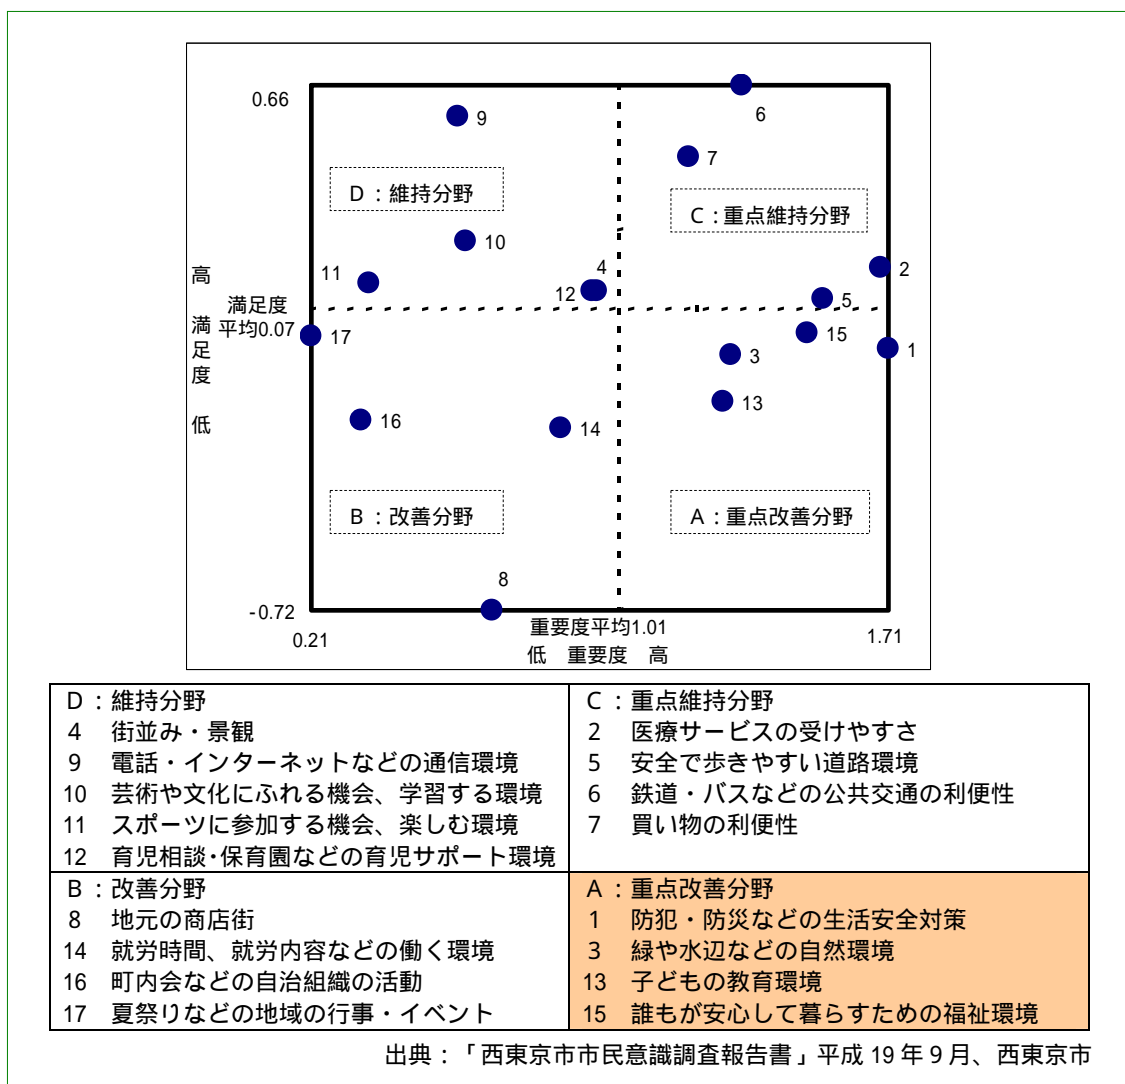 0.66
9
6
7
D：維持分野
C：重点維持分野
10
4
2
11
12
5
高 満足度 低
満足度
平均0.07
17
15
1
3
13
16
14
B：改善分野
A：重点改善分野
8
-0.72
0.21
重要度平均1.01
1.71
低 重要度 高
D：維持分野
4 街並み・景観
9 電話・インターネットなどの通信環境
10 芸術や文化にふれる機会、学習する環境
11 スポーツに参加する機会、楽しむ環境
12 育児相談・保育園などの育児サポート環境
C：重点維持分野
2 医療サービスの受けやすさ
5 安全で歩きやすい道路環境
6 鉄道・バスなどの公共交通の利便性
7 買い物の利便性
B：改善分野
8 地元の商店街
14 就労時間、就労内容などの働く環境
16 町内会などの自治組織の活動
17 夏祭りなどの地域の行事・イベント
A：重点改善分野
1 防犯・防災などの生活安全対策
3 緑や水辺などの自然環境
13 子どもの教育環境
15 誰もが安心して暮らすための福祉環境
出典：「西東京市市民意識調査報告書」平成19年9月、西東京市